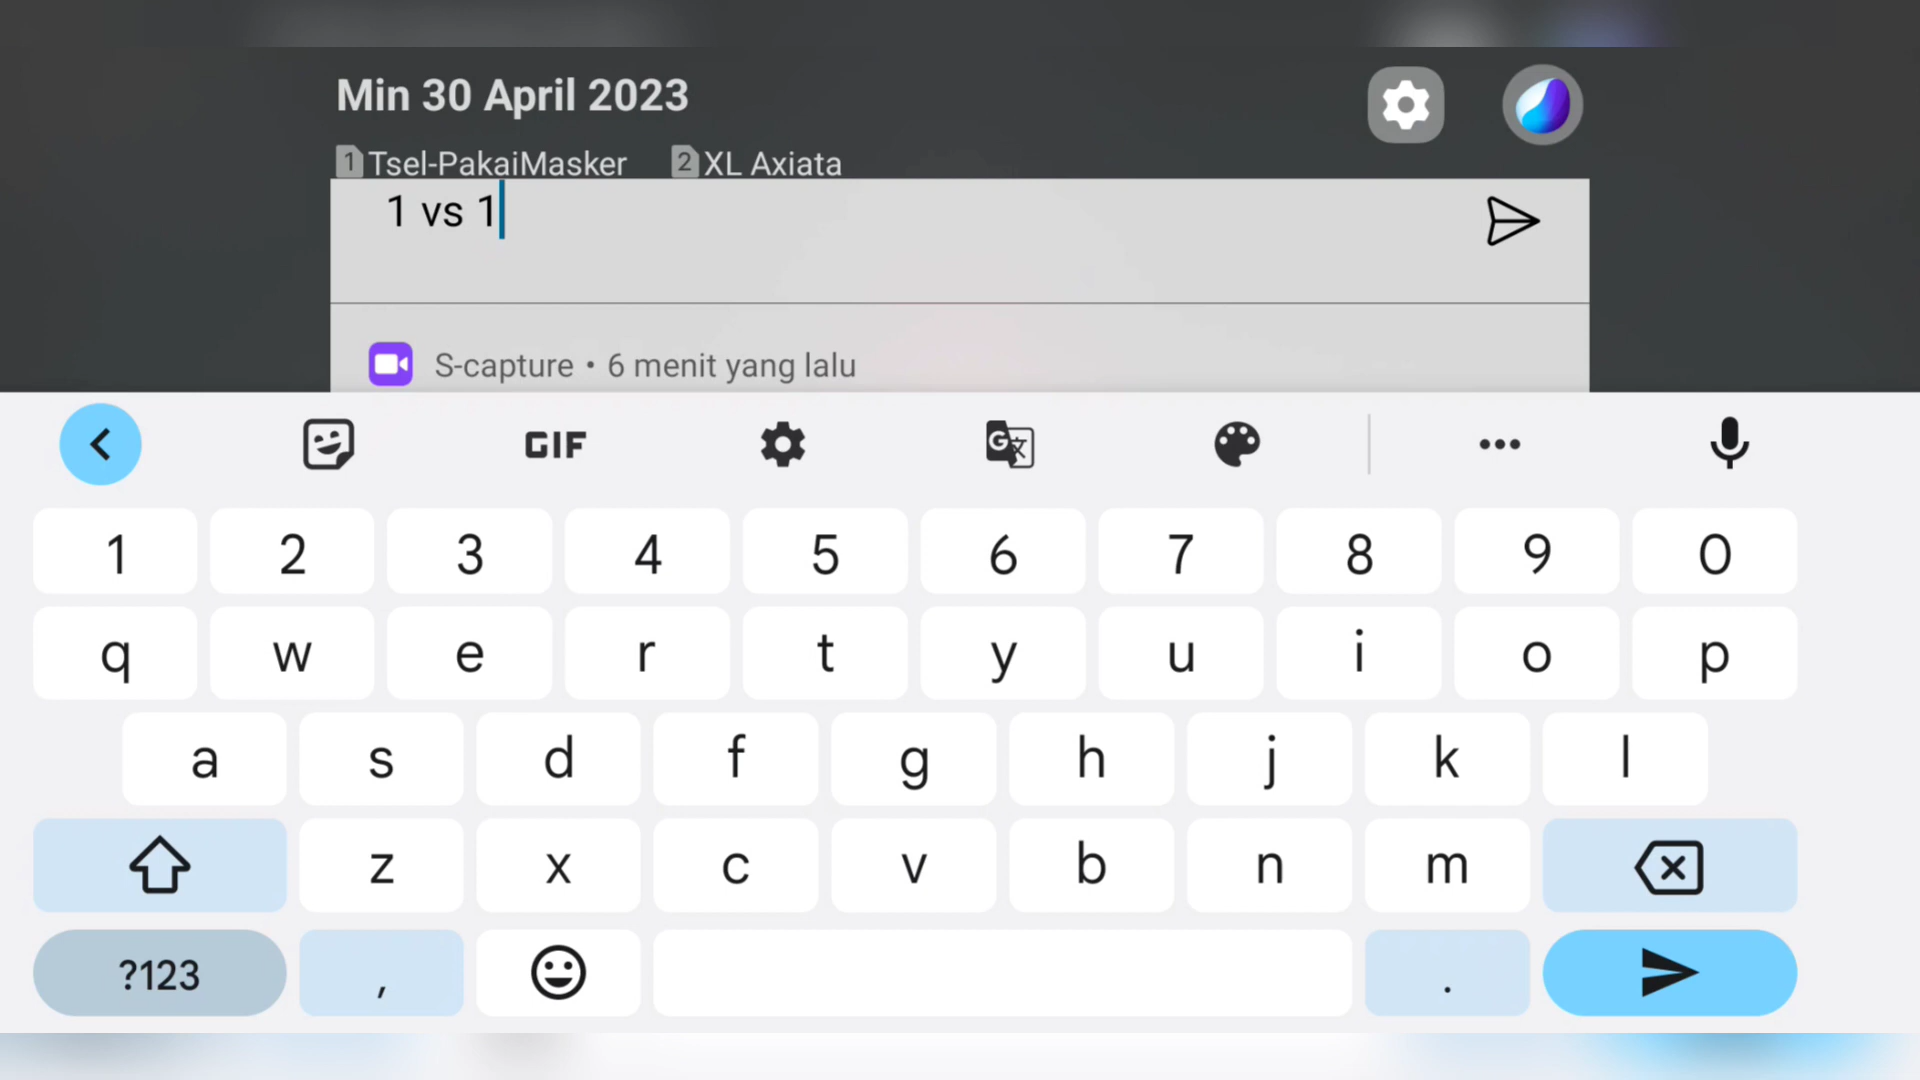 Min 30 April 2023
1 Tsel-PakaiMasker 2 XL Axiata
1 vs 1
S-capture • 6 menit yang lalu
GIF G
1 2 3 4 5 6 7 8 9 0
q w e r t y u i o p
a s d f g h j k l
z x c v b n m
?123 , .